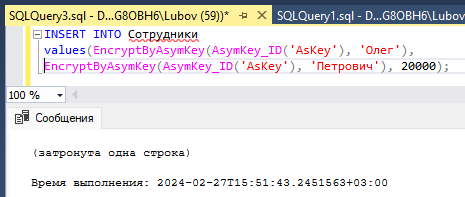 SQLQuery3.sql - D...G8OBH6\Lubov (59))* SQLQuery1.sql - D...G8OBH6\Lubov
INSERT INTO Сотрудники
values(EncryptByAsymKey(AsymKey_ID('AsKey'), 'Олег'),
EncryptByAsymKey(AsymKey_ID('AsKey'), 'Петрович'), 20000);
100 %
Сообщения
(затронута одна строка)
Время выполнения: 2024-02-27T15:51:43.2451563+03:00